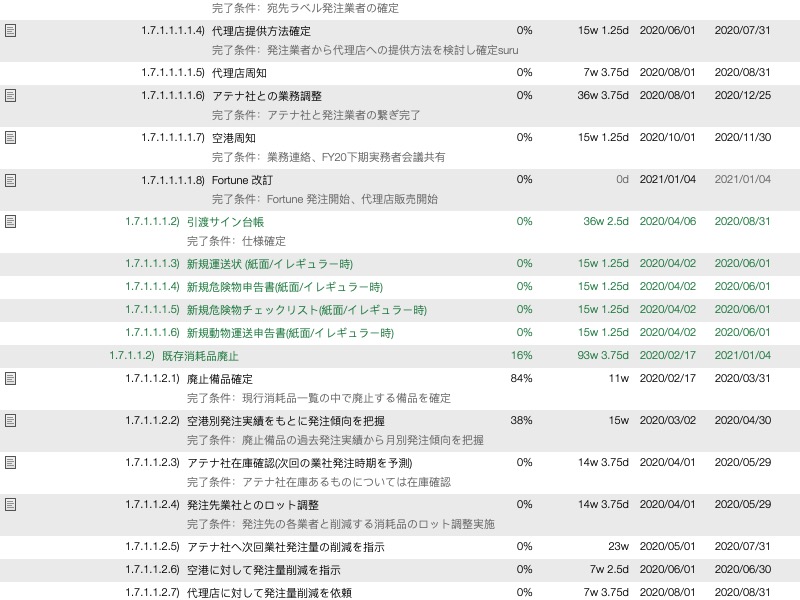 完了条件：宛先ラベル発注業者の確定
1.7.1.1.1.1.4) 代理店提供方法確定 0% 15w 1.25d 2020/06/01 2020/07/31
完了条件：発注業者から代理店への提供方法を検討し確定suru
1.7.1.1.1.1.5) 代理店周知 0% 7w 3.75d 2020/08/01 2020/08/31
1.7.1.1.1.1.6) アテナ社との業務調整 0% 36w 3.75d 2020/08/01 2020/12/25
完了条件：アテナ社と発注業者の繋ぎ完了
1.7.1.1.1.1.7) 空港周知 0% 15w 1.25d 2020/10/01 2020/11/30
完了条件：業務連絡、FY20下期実務者会議共有
1.7.1.1.1.1.8) Fortune 改訂 0% 0d 2021/01/04 2021/01/04
完了条件：Fortune 発注開始、代理店販売開始
1.7.1.1.1.2) 引渡サイン台帳 0% 36w 2.5d 2020/04/06 2020/08/31
完了条件：仕様確定
1.7.1.1.1.3) 新規運送状 (紙面/イレギュラー時) 0% 15w 1.25d 2020/04/02 2020/06/01
1.7.1.1.1.4) 新規危険物申告書(紙面/イレギュラー時) 0% 15w 1.25d 2020/04/02 2020/06/01
1.7.1.1.1.5) 新規危険物チェックリスト(紙面/イレギュラー時) 0% 15w 1.25d 2020/04/02 2020/06/01
1.7.1.1.1.6) 新規動物運送申告書(紙面/イレギュラー時) 0% 15w 1.25d 2020/04/02 2020/06/01
1.7.1.1.2) 既存消耗品廃止 16% 93w 3.75d 2020/02/17 2021/01/04
1.7.1.1.2.1) 廃止備品確定 84% 11w 2020/02/17 2020/03/31
完了条件：現行消耗品一覧の中で廃止する備品を確定
1.7.1.1.2.2) 空港別発注実績をもとに発注傾向を把握 38% 15w 2020/03/02 2020/04/30
完了条件：廃止備品の過去発注実績から月別発注傾向を把握
1.7.1.1.2.3) アテナ社在庫確認(次回の業社発注時期を予測) 0% 14w 3.75d 2020/04/01 2020/05/29
完了条件：アテナ社在庫あるものについては在庫確認
1.7.1.1.2.4) 発注先業社とのロット調整 0% 14w 3.75d 2020/04/01 2020/05/29
完了条件：発注先の各業者と削減する消耗品のロット調整実施
1.7.1.1.2.5) アテナ社へ次回業社発注量の削減を指示 0% 23w 2020/05/01 2020/07/31
1.7.1.1.2.6) 空港に対して発注量削減を指示 0% 7w 2.5d 2020/06/01 2020/06/30
1.7.1.1.2.7) 代理店に対して発注量削減を依頼 0% 7w 3.75d 2020/08/01 2020/08/31